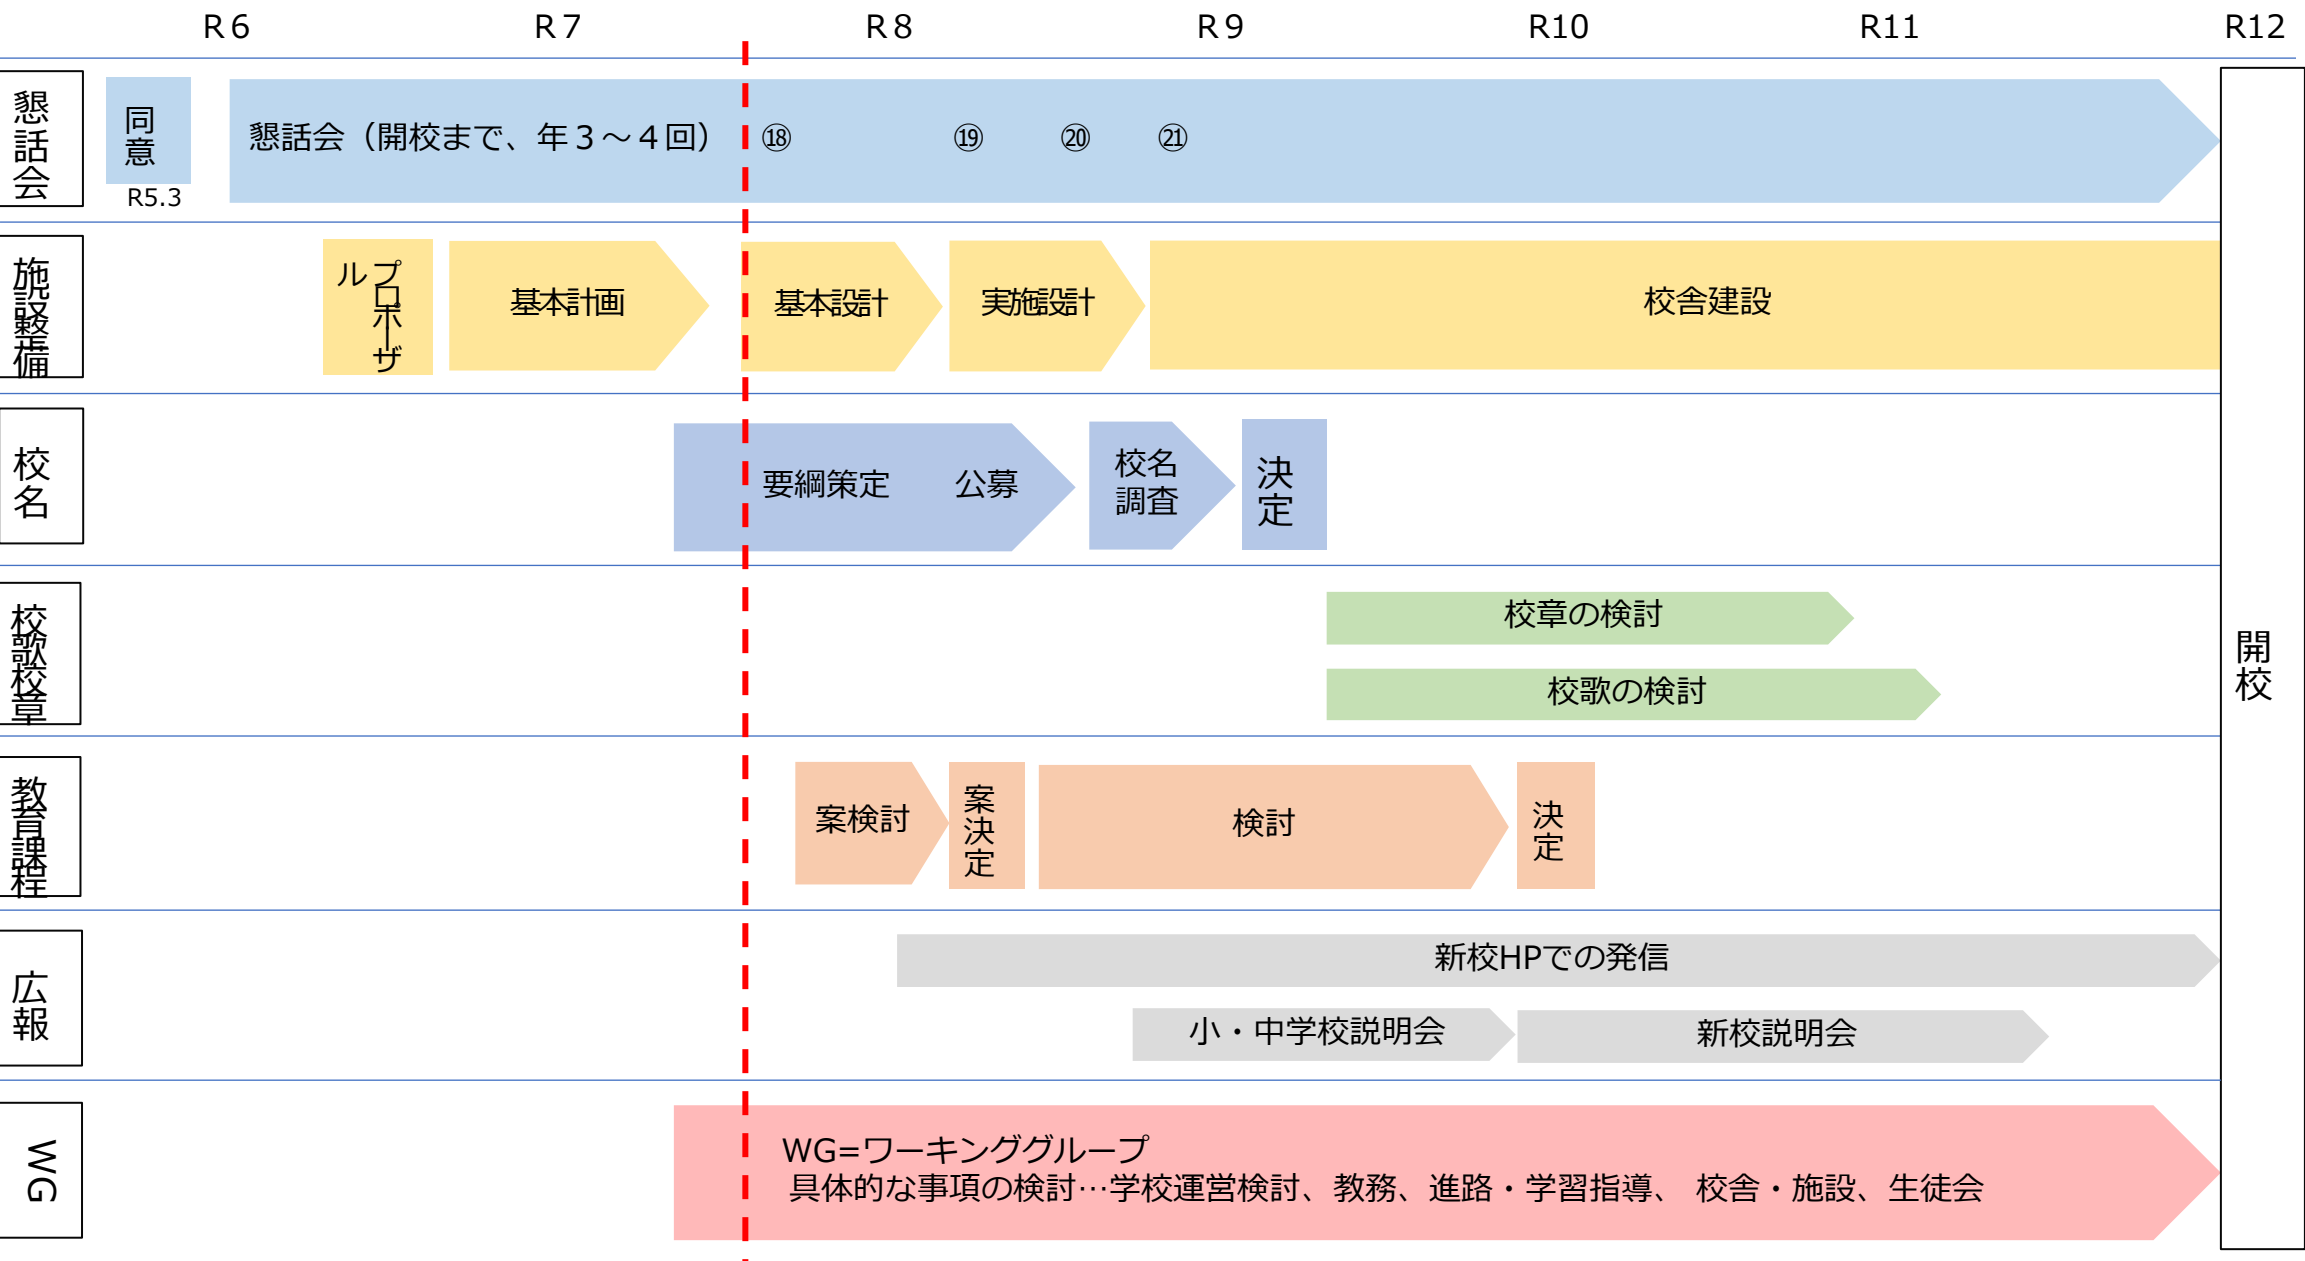 R６
R７
R８
R９
R10
R11
R12
懇話会
同意
R5.3
懇話会（開校まで、年３～４回）
⑱
⑲
⑳
㉑
施設整備
プロポーザル
基本計画
基本設計
実施設計
校舎建設
校名
要綱策定
公募
校名
調査
決定
校歌校章
校章の検討
校歌の検討
開校
教育課程
案検討
案決定
検討
決定
広報
新校HPでの発信
小・中学校説明会
新校説明会
WG
WG=ワーキンググループ
具体的な事項の検討…学校運営検討、教務、進路・学習指導、 校舎・施設、生徒会